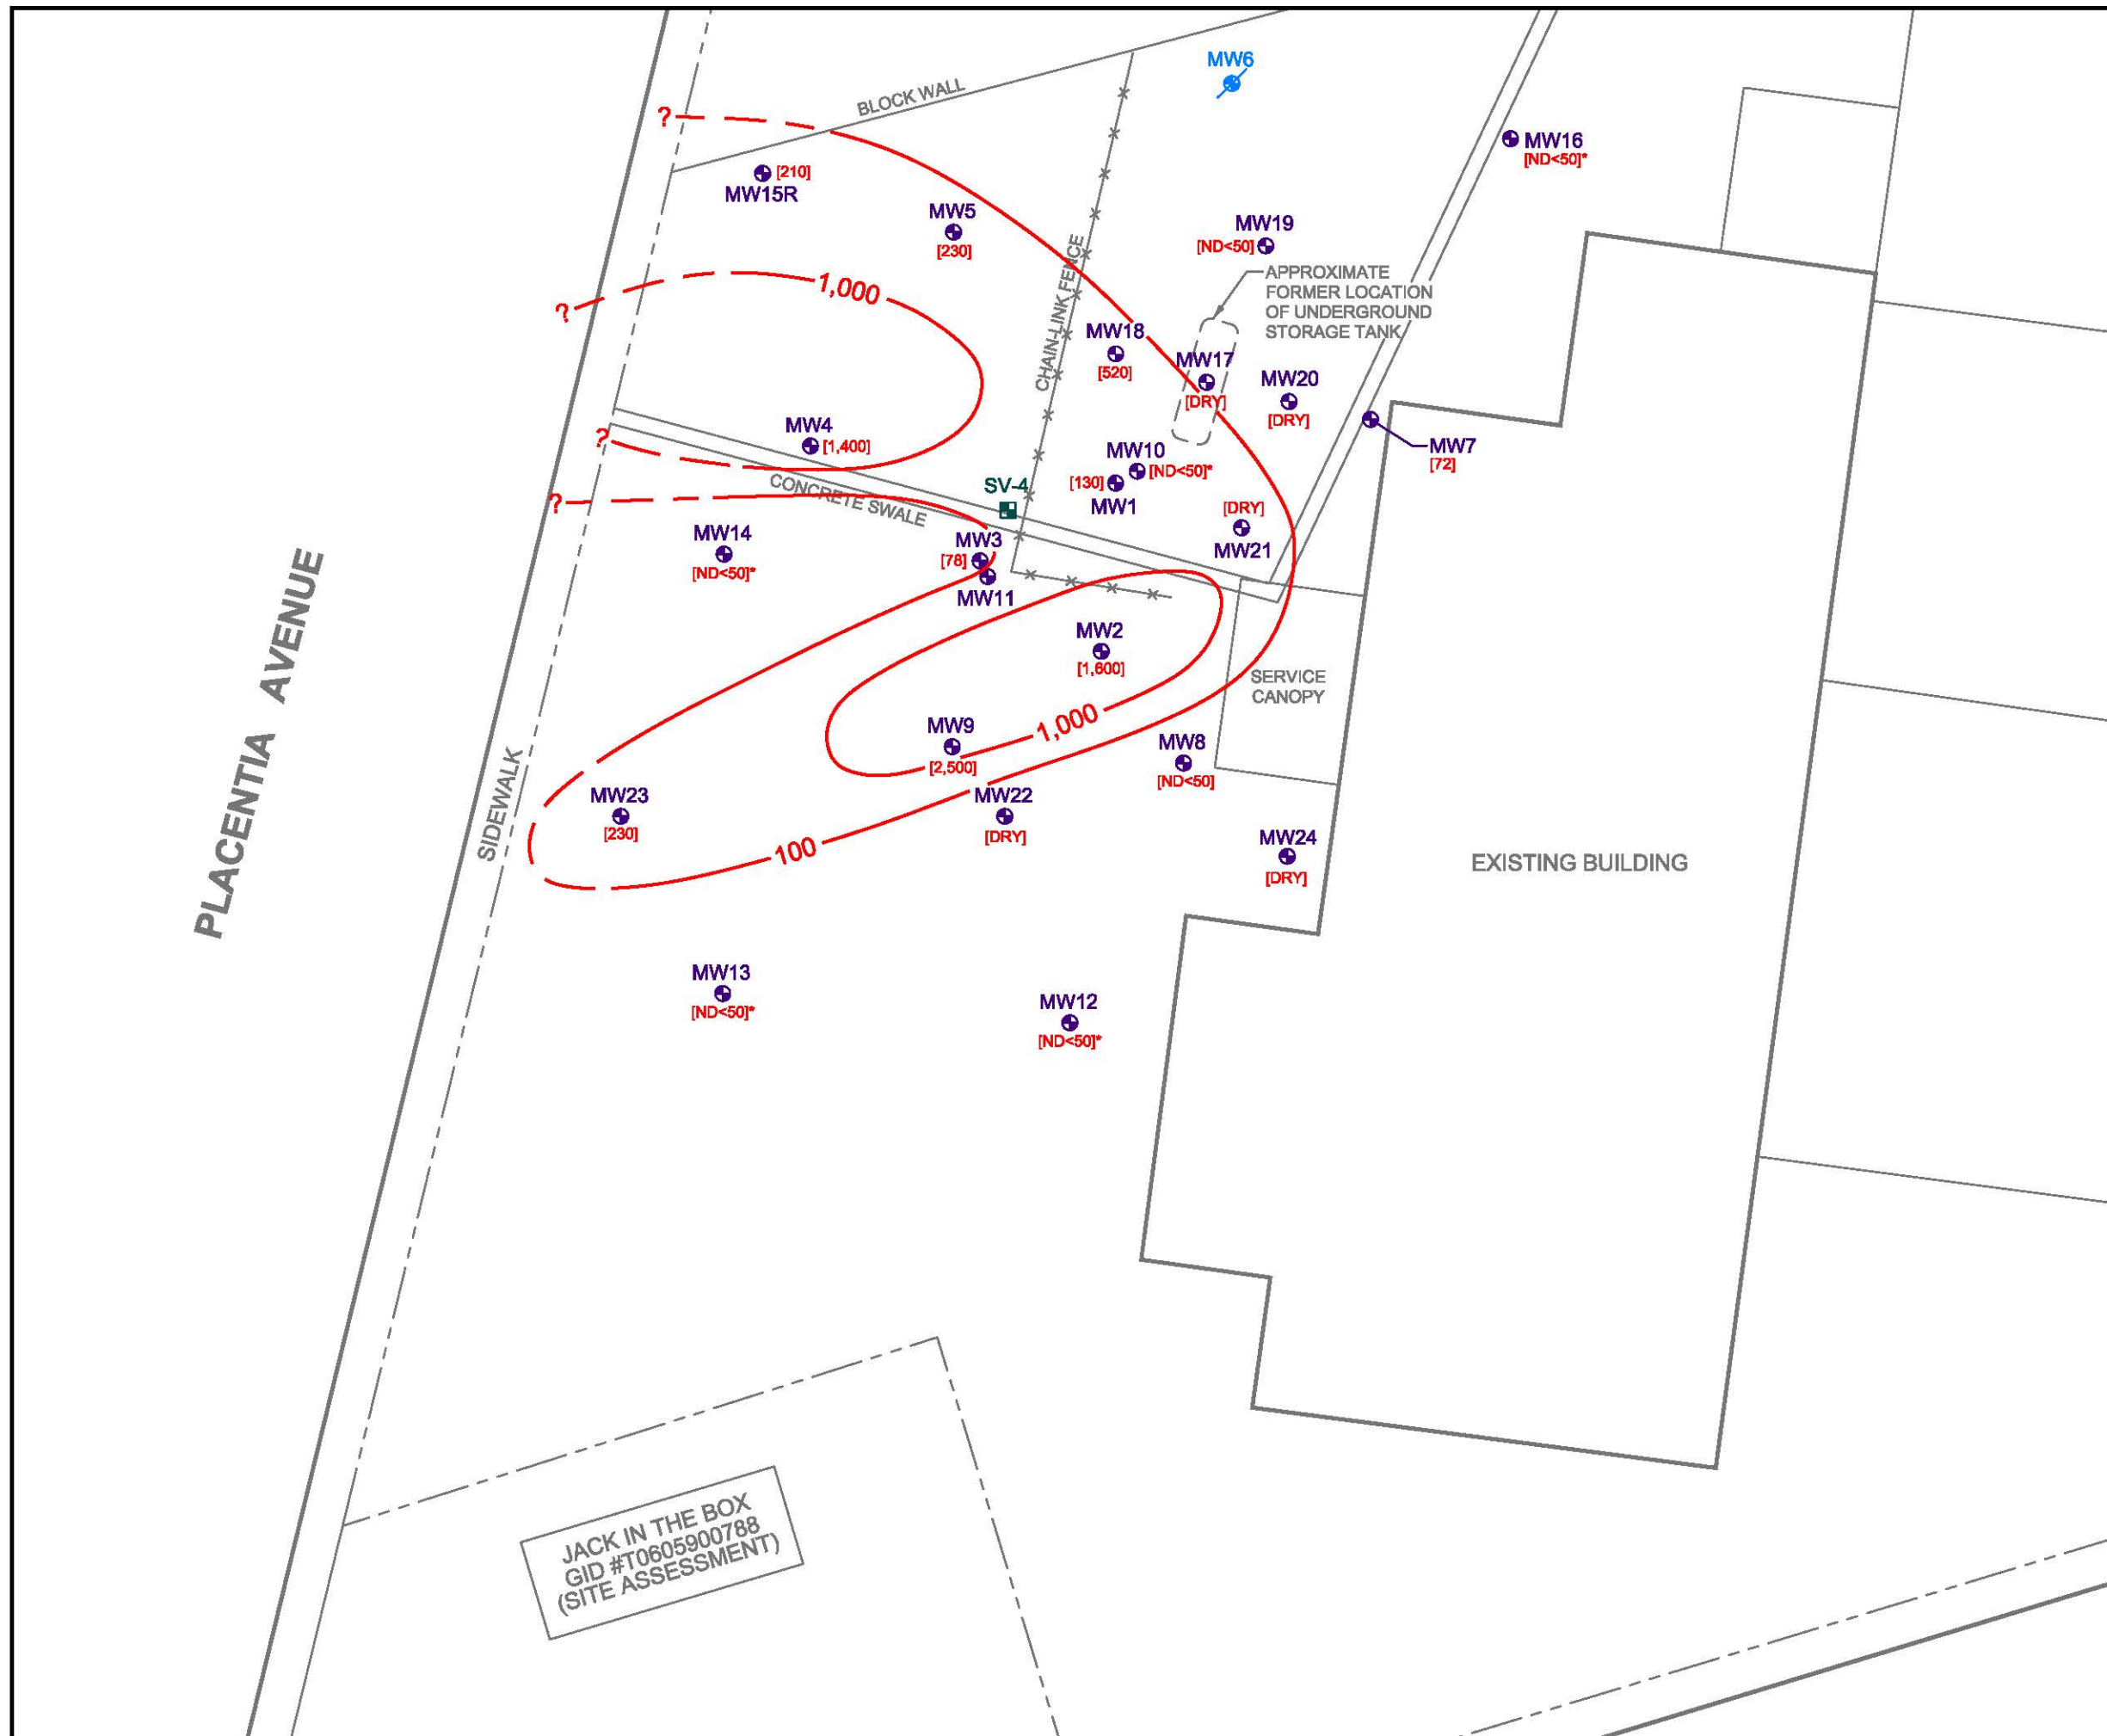 MW6
BLOCK WALL
?
MW16
[ND<50]*
[210]
MW15R
MW5
[230]
MW19
[ND<50]
CHAIN-LINK FENCE
APPROXIMATE
FORMER LOCATION
OF UNDERGROUND
STORAGE TANK
1,000
?
MW18
[520]
MW17
[DRY]
MW20
[DRY]
MW4
[1,400]
?
MW7
[72]
MW10
[ND<50]*
[130]
MW1
CONCRETE SWALE
SV-4
?
[DRY]
MW21
MW14
[ND<50]*
MW3
[78]
MW11
PLACENTIA AVENUE
MW2
[1,600]
SERVICE
CANOPY
1,000
MW9
[2,500]
MW8
[ND<50]
SIDEWALK
MW23
[230]
MW22
[DRY]
100
MW24
[DRY]
EXISTING BUILDING
MW13
[ND<50]*
MW12
[ND<50]*
JACK IN THE BOX
GID #T0605900788
(SITE ASSESSMENT)